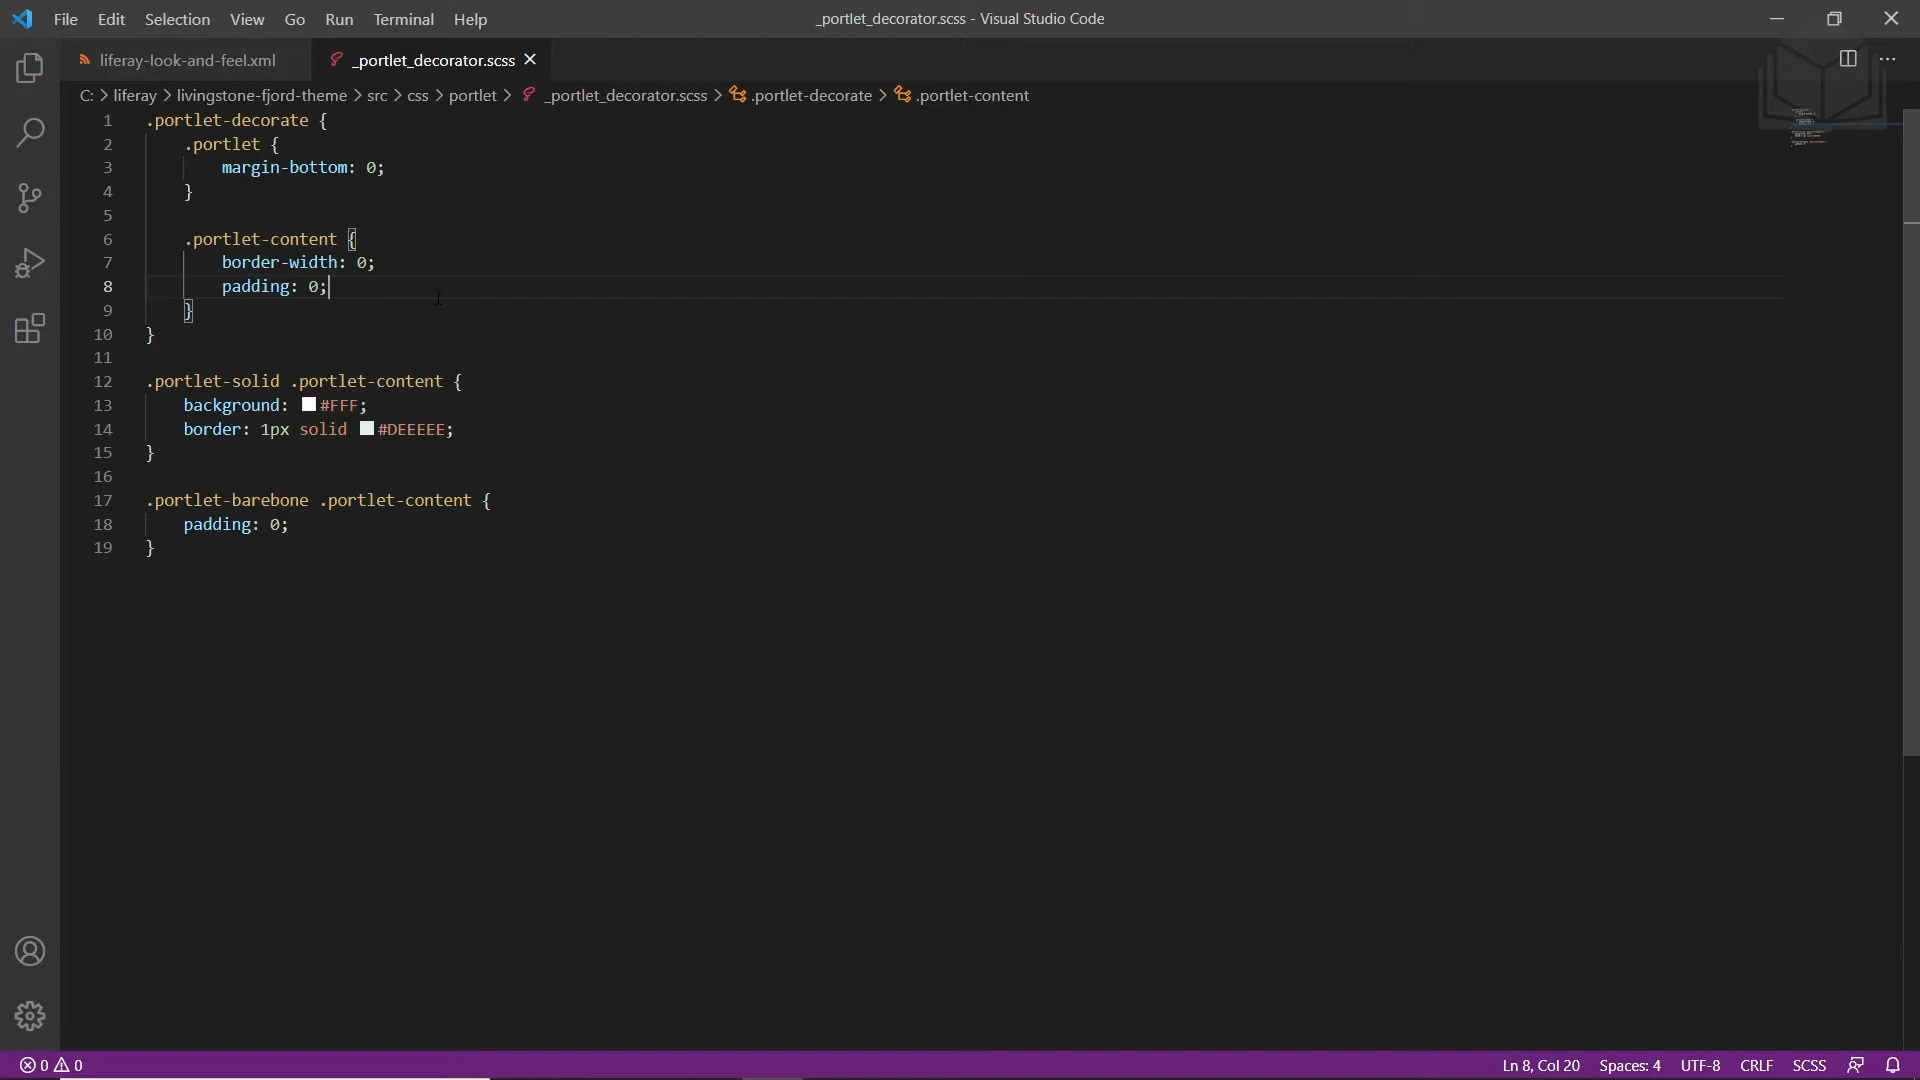 File Edit Selection View Go Run Terminal Help
_portlet_decorator.scss - Visual Studio Code
liferay-look-and-feel.xml
_portlet_decorator.scss
C: > liferay > livingstone-fjord-theme > src > css > portlet > _portlet_decorator.scss > .portlet-decorate > .portlet-content
1 .portlet-decorate {
2 .portlet {
3 margin-bottom: 0;
4 }
5
6 .portlet-content {
7 border-width: 0;
8 padding: 0;
9 }
10 }
11
12 .portlet-solid .portlet-content {
13 background: #FFF;
14 border: 1px solid #DEEEEE;
15 }
16
17 .portlet-barebone .portlet-content {
18 padding: 0;
19 }
0 0
Ln 8, Col 20 Spaces: 4 UTF-8 CRLF SCSS